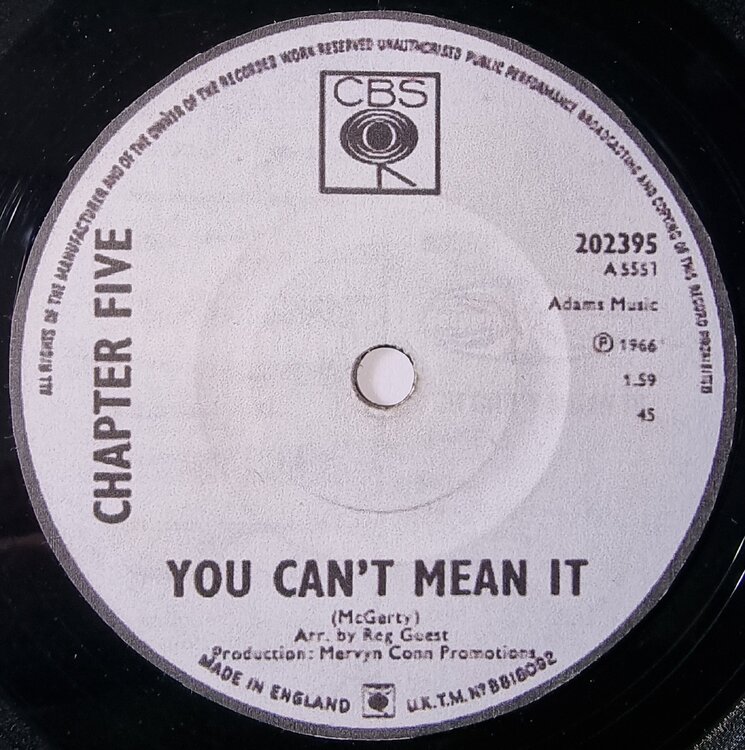 ALL RIGHTS OF THE MANUFACTURER AND OF THE OWNER OF THE RECORDED WORK RESERVED UNAUTHORISED PUBLIC PERFORMANCE BROADCASTING AND COPYING OF THIS RECORD PROHIBITED
CBS
202395
A 5551
Adams Music
℗ 1966
1.59
45
CHAPTER FIVE
YOU CAN'T MEAN IT
(McGarty)
Arr. by Reg Guest
Production: Mervyn Conn Promotions
MADE IN ENGLAND U.K.T.M. Nº B816092